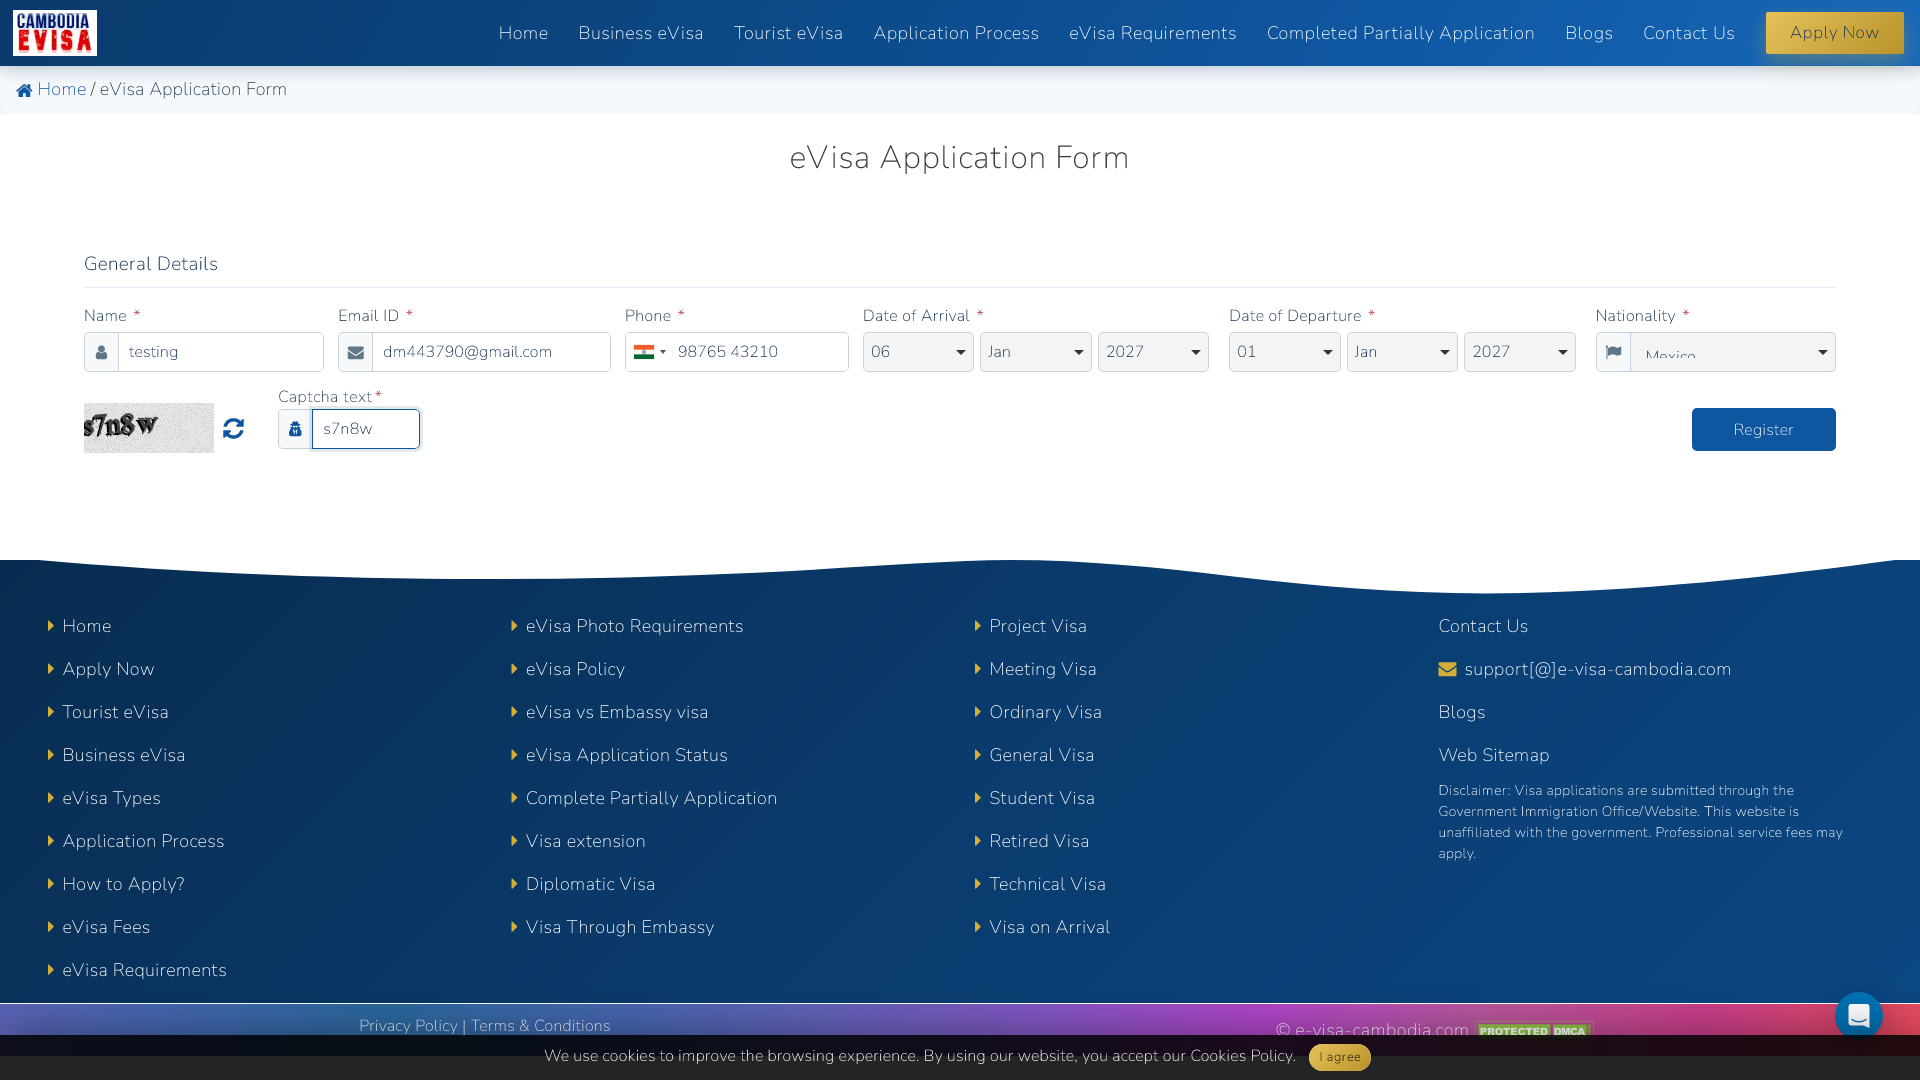 CAMBODIA
EVISA
Home Business eVisa Tourist eVisa Application Process eVisa Requirements Completed Partially Application Blogs Contact Us Apply Now
Home / eVisa Application Form
eVisa Application Form
General Details
Name * Email ID * Phone * Date of Arrival * Date of Departure * Nationality *
testing dm443790@gmail.com 98765 43210 06 Jan 2027 01 Jan 2027 Mexico
Captcha text *
s7n8w s7n8w Register
Home
Apply Now
Tourist eVisa
Business eVisa
eVisa Types
Application Process
How to Apply?
eVisa Fees
eVisa Requirements
eVisa Photo Requirements
eVisa Policy
eVisa vs Embassy visa
eVisa Application Status
Complete Partially Application
Visa extension
Diplomatic Visa
Visa Through Embassy
Project Visa
Meeting Visa
Ordinary Visa
General Visa
Student Visa
Retired Visa
Technical Visa
Visa on Arrival
Contact Us
support[@]e-visa-cambodia.com
Blogs
Web Sitemap
Disclaimer: Visa applications are submitted through the
Government Immigration Office/Website. This website is
unaffiliated with the government. Professional service fees may
apply.
Privacy Policy | Terms & Conditions
© e-visa-cambodia.com PROTECTED DMCA
We use cookies to improve the browsing experience. By using our website, you accept our Cookies Policy. I agree